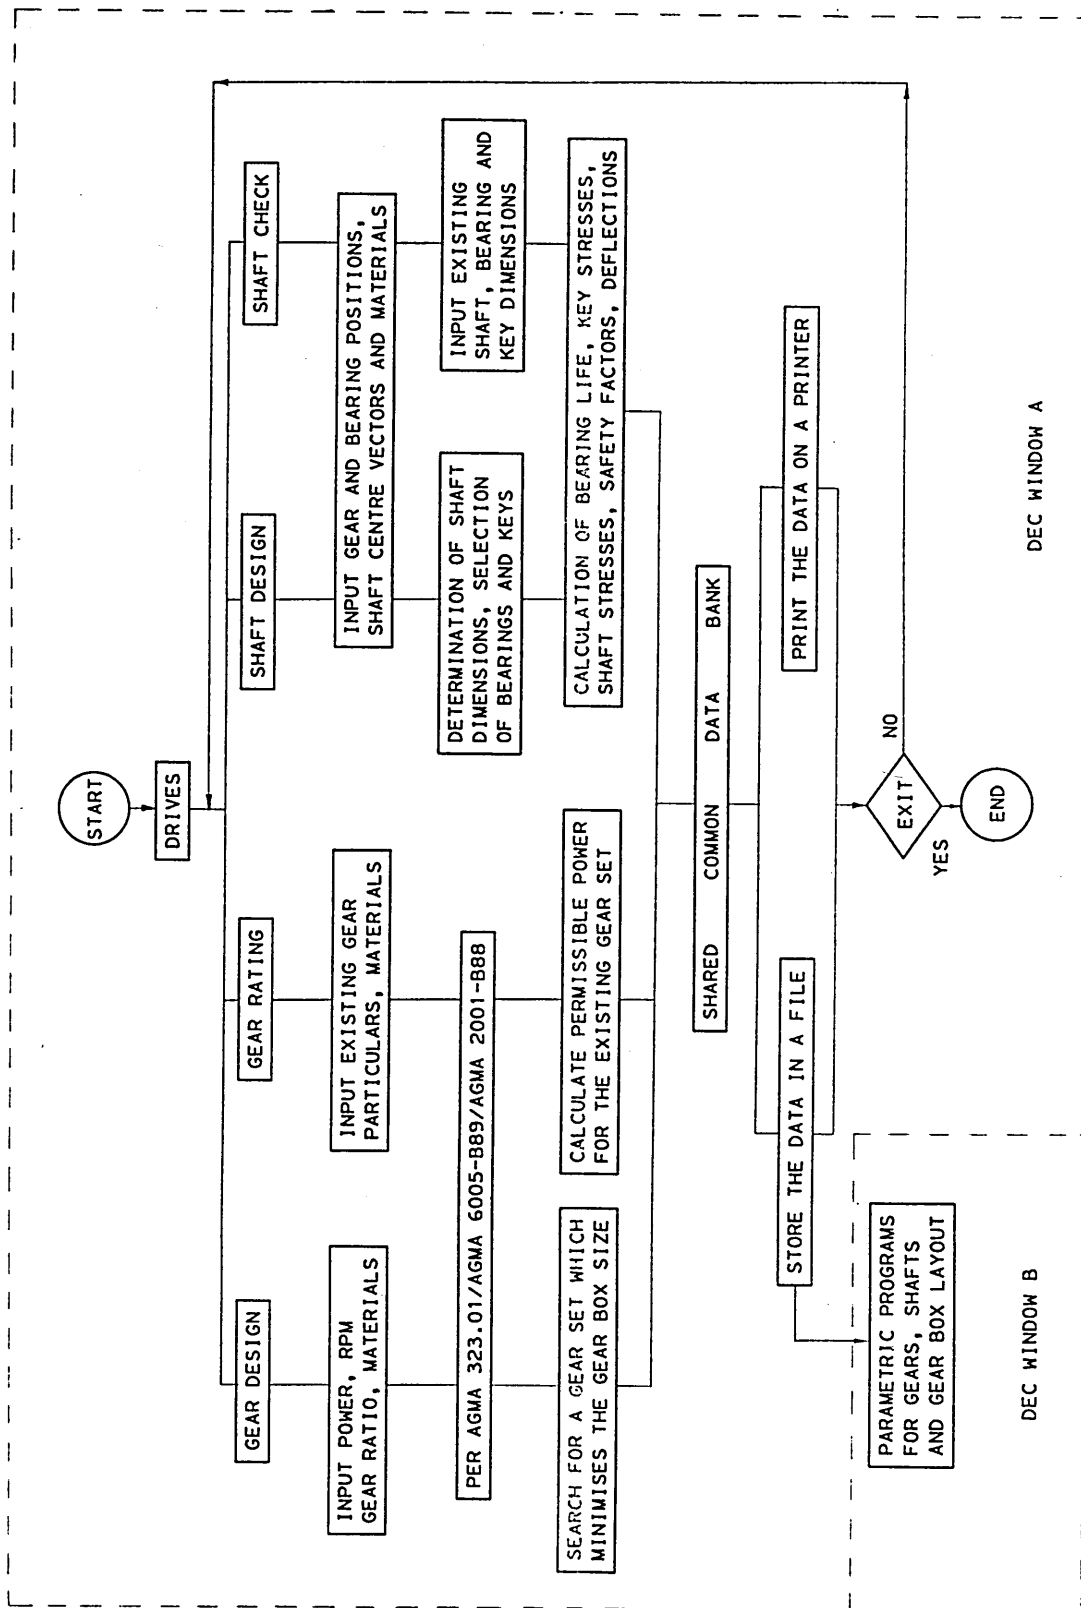 START
DRIVES
GEAR DESIGN
GEAR RATING
SHAFT DESIGN
SHAFT CHECK
INPUT POWER, RPM
GEAR RATIO, MATERIALS
INPUT EXISTING GEAR
PARTICULARS, MATERIALS
INPUT GEAR AND BEARING POSITIONS,
SHAFT CENTRE VECTORS AND MATERIALS
PER AGMA 323.01/AGMA 6005-B89/AGMA 2001-B88
DETERMINATION OF SHAFT
DIMENSIONS, SELECTION
OF BEARINGS AND KEYS
INPUT EXISTING
SHAFT, BEARING AND
KEY DIMENSIONS
SEARCH FOR A GEAR SET WHICH
MINIMISES THE GEAR BOX SIZE
CALCULATE PERMISSIBLE POWER
FOR THE EXISTING GEAR SET
CALCULATION OF BEARING LIFE, KEY STRESSES,
SHAFT STRESSES, SAFETY FACTORS, DEFLECTIONS
SHARED COMMON DATA BANK
STORE THE DATA IN A FILE
PRINT THE DATA ON A PRINTER
EXIT
NO
YES
END
PARAMETRIC PROGRAMS
FOR GEARS, SHAFTS
AND GEAR BOX LAYOUT
DEC WINDOW B
DEC WINDOW A